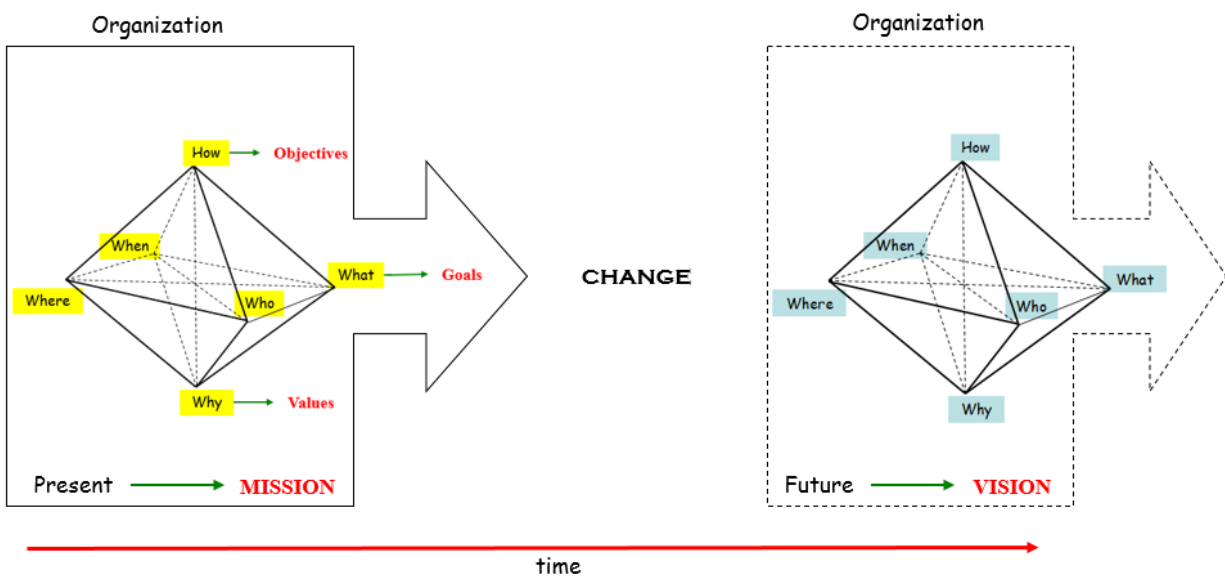 Organization
How
Objectives
When
What
Goals
Where
Who
Why
Values
Present
MISSION
CHANGE
Organization
How
When
What
Where
Who
Why
Future
VISION
time